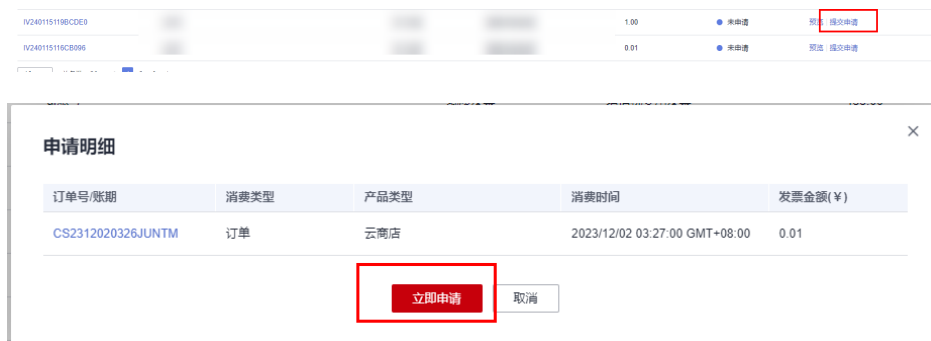 IV240115119BCDE0 1.00 未申请 预览 提交申请
IV240115116CB096 0.01 未申请 预览 提交申请
申请明细
订单号/账期 消费类型 产品类型 消费时间 发票金额(¥)
CS2312020326JUNTM 订单 云商店 2023/12/02 03:27:00 GMT+08:00 0.01
立即申请 取消